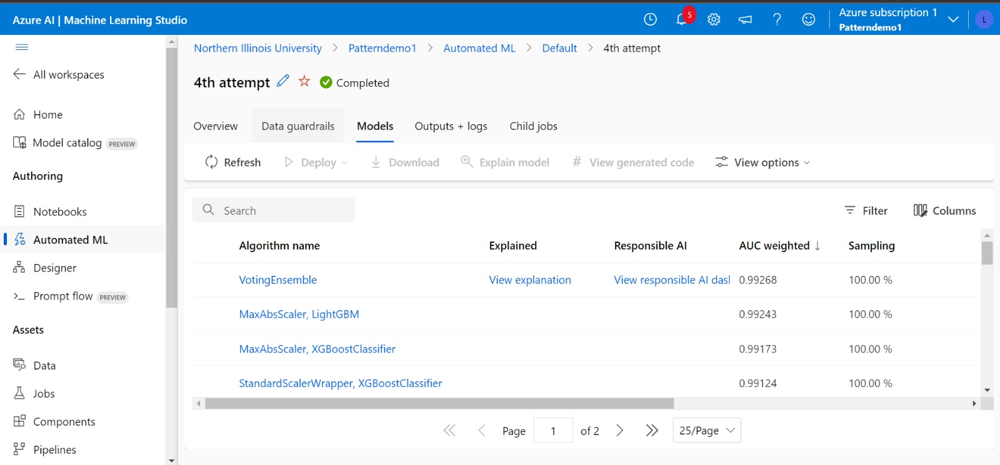 Azure AI | Machine Learning Studio
5
Azure subscription 1
Patterndemo1
L
All workspaces
Home
Model catalog PREVIEW
Authoring
Notebooks
Automated ML
Designer
Prompt flow PREVIEW
Assets
Data
Jobs
Components
Pipelines
Northern Illinois University > Patterndemo1 > Automated ML > Default > 4th attempt
4th attempt Completed
Overview Data guardrails Models Outputs + logs Child jobs
Refresh Deploy Download Explain model # View generated code View options
Search Filter Columns
Algorithm name Explained Responsible AI AUC weighted ↓ Sampling
VotingEnsemble View explanation View responsible AI dasl 0.99268 100.00 %
MaxAbsScaler, LightGBM 0.99243 100.00 %
MaxAbsScaler, XGBoostClassifier 0.99173 100.00 %
StandardScalerWrapper, XGBoostClassifier 0.99124 100.00 %
Page 1 of 2 25/Page